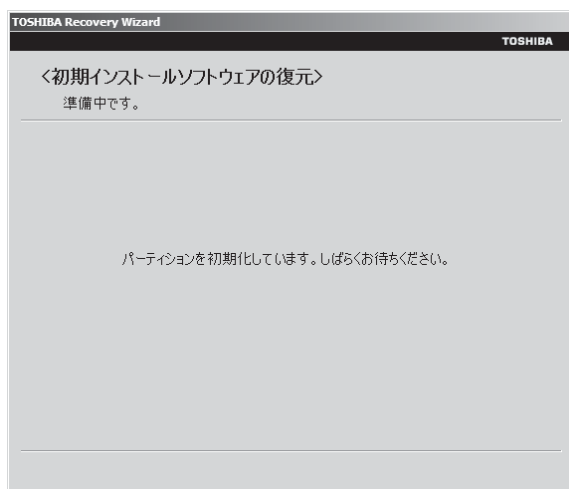 TOSHIBA Recovery Wizard
TOSHIBA
<初期インストールソフトウェアの復元>
準備中です。
パーティションを初期化しています。しばらくお待ちください。